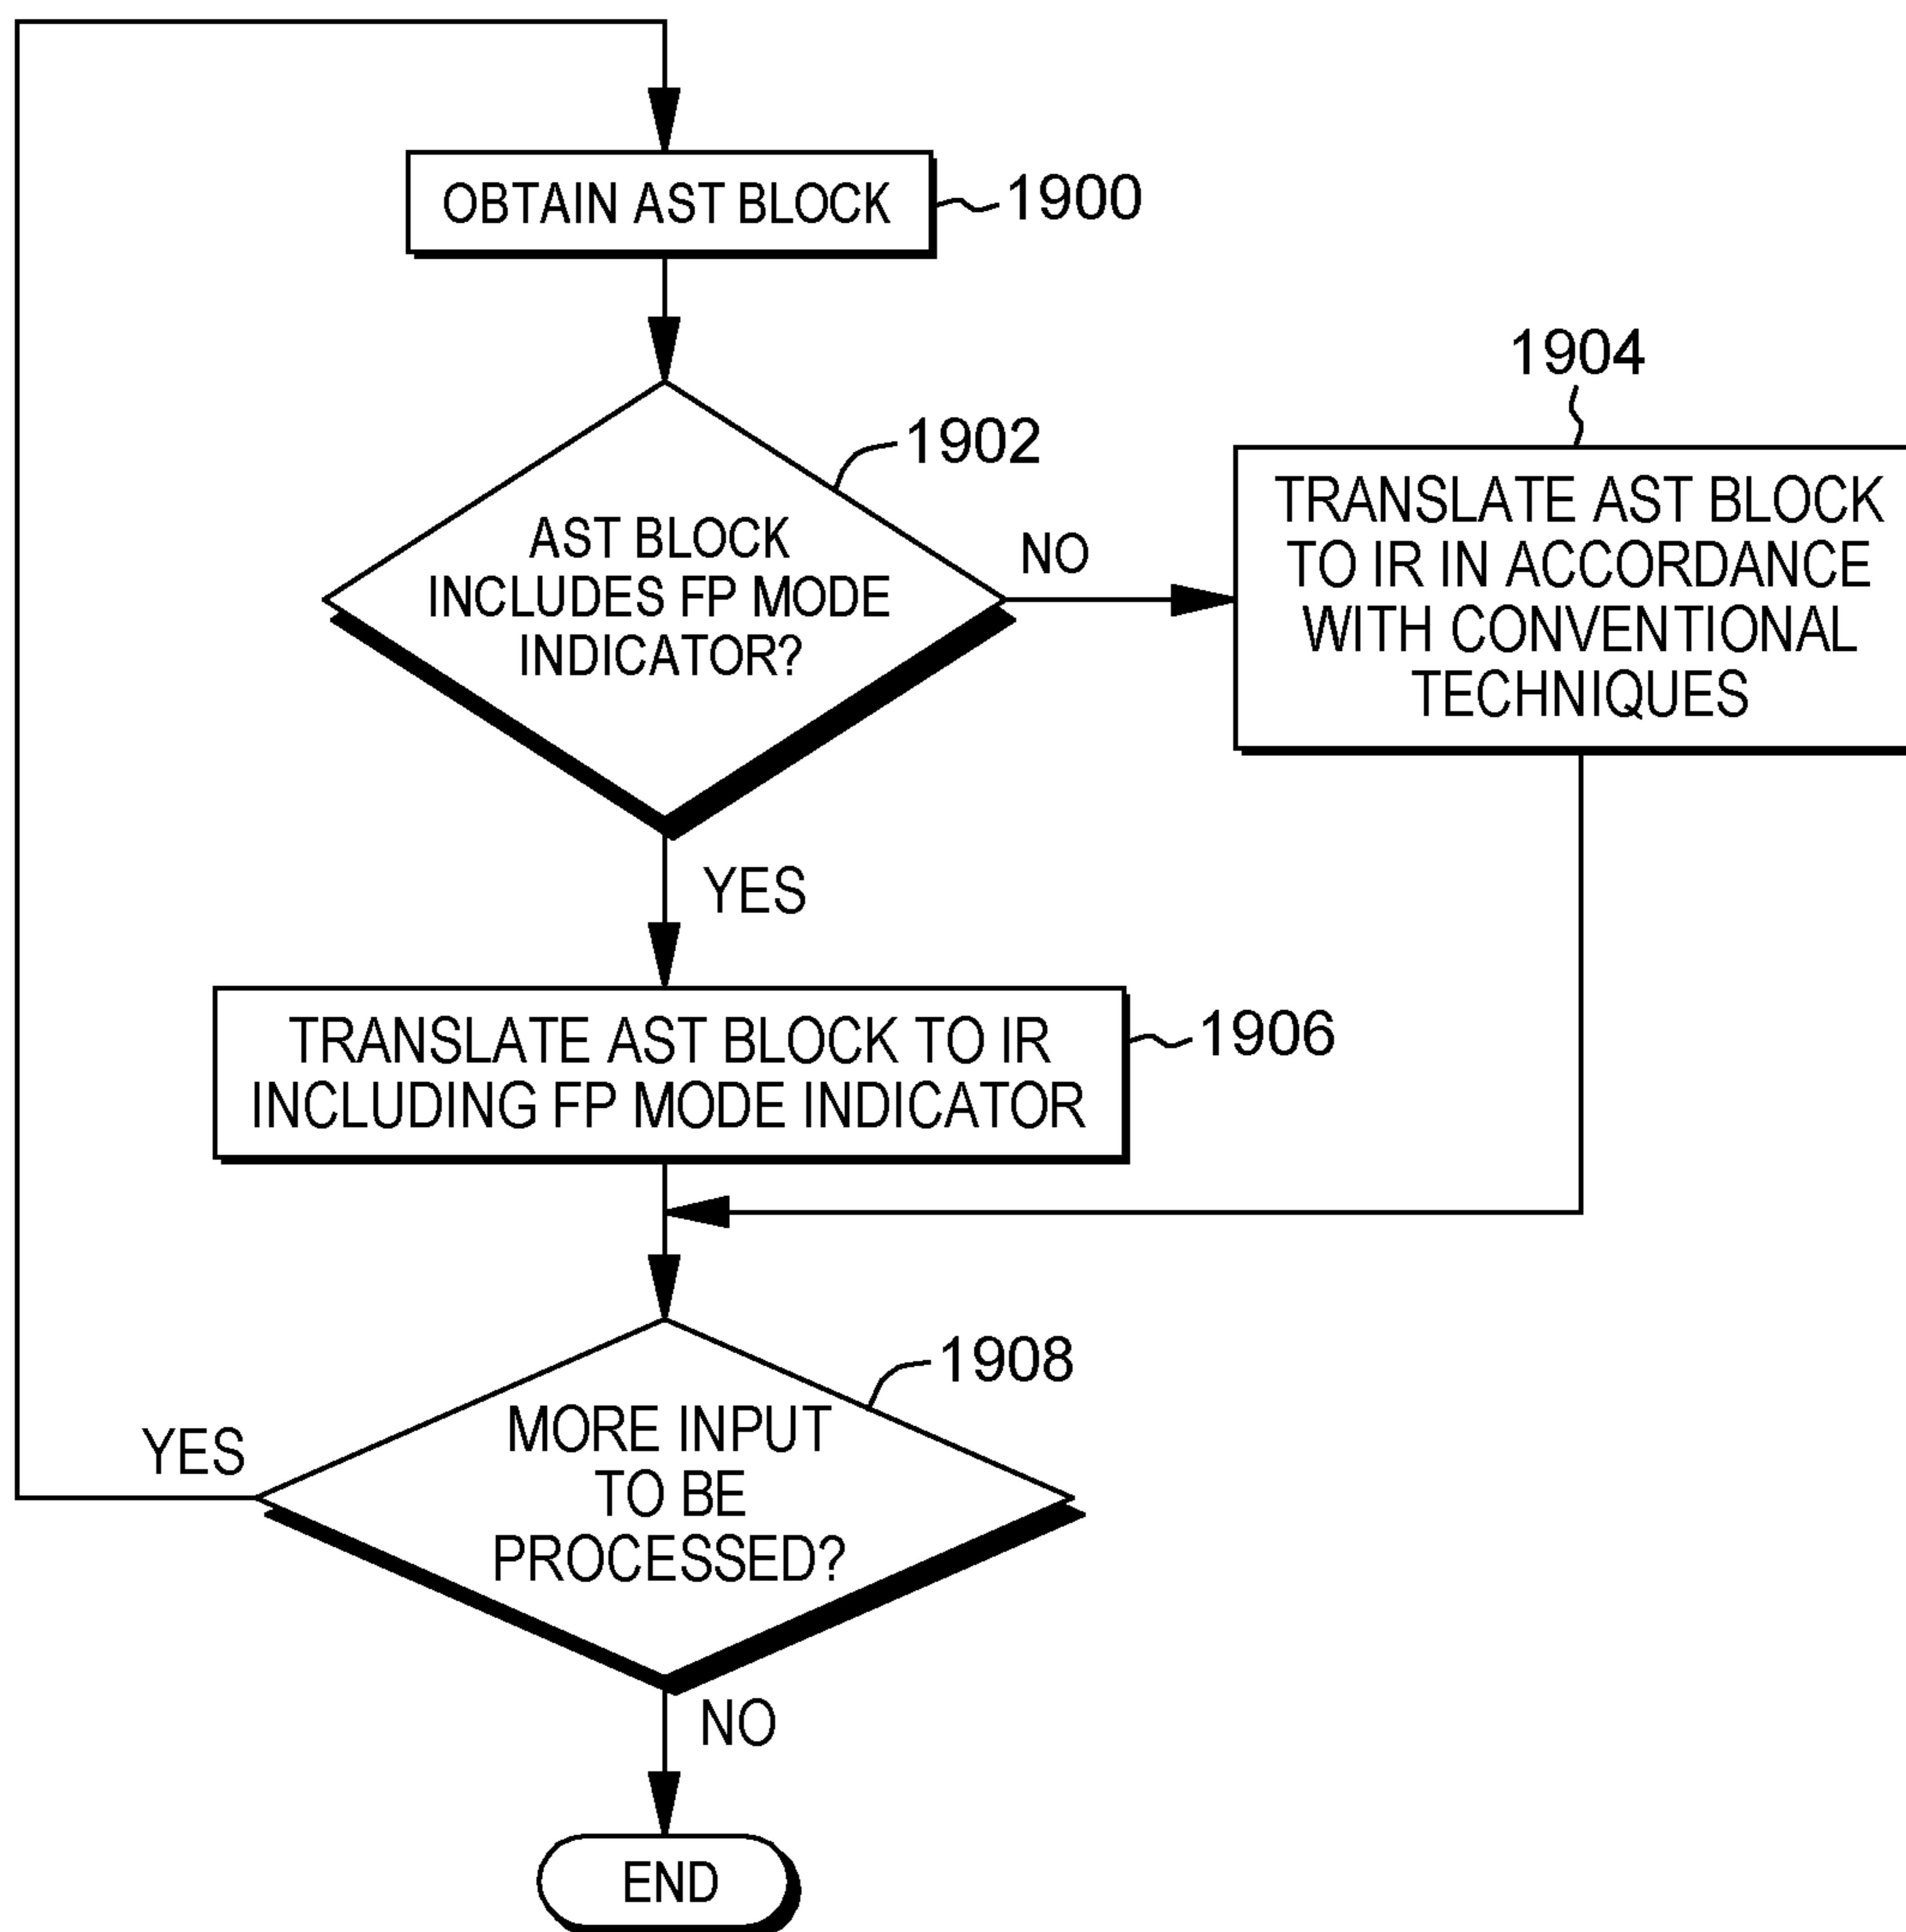 OBTAIN AST BLOCK
1900
1902
AST BLOCK
INCLUDES FP MODE
INDICATOR?
NO
1904
TRANSLATE AST BLOCK
TO IR IN ACCORDANCE
WITH CONVENTIONAL
TECHNIQUES
YES
TRANSLATE AST BLOCK TO IR
INCLUDING FP MODE INDICATOR
1906
1908
MORE INPUT
TO BE
PROCESSED?
YES
NO
END